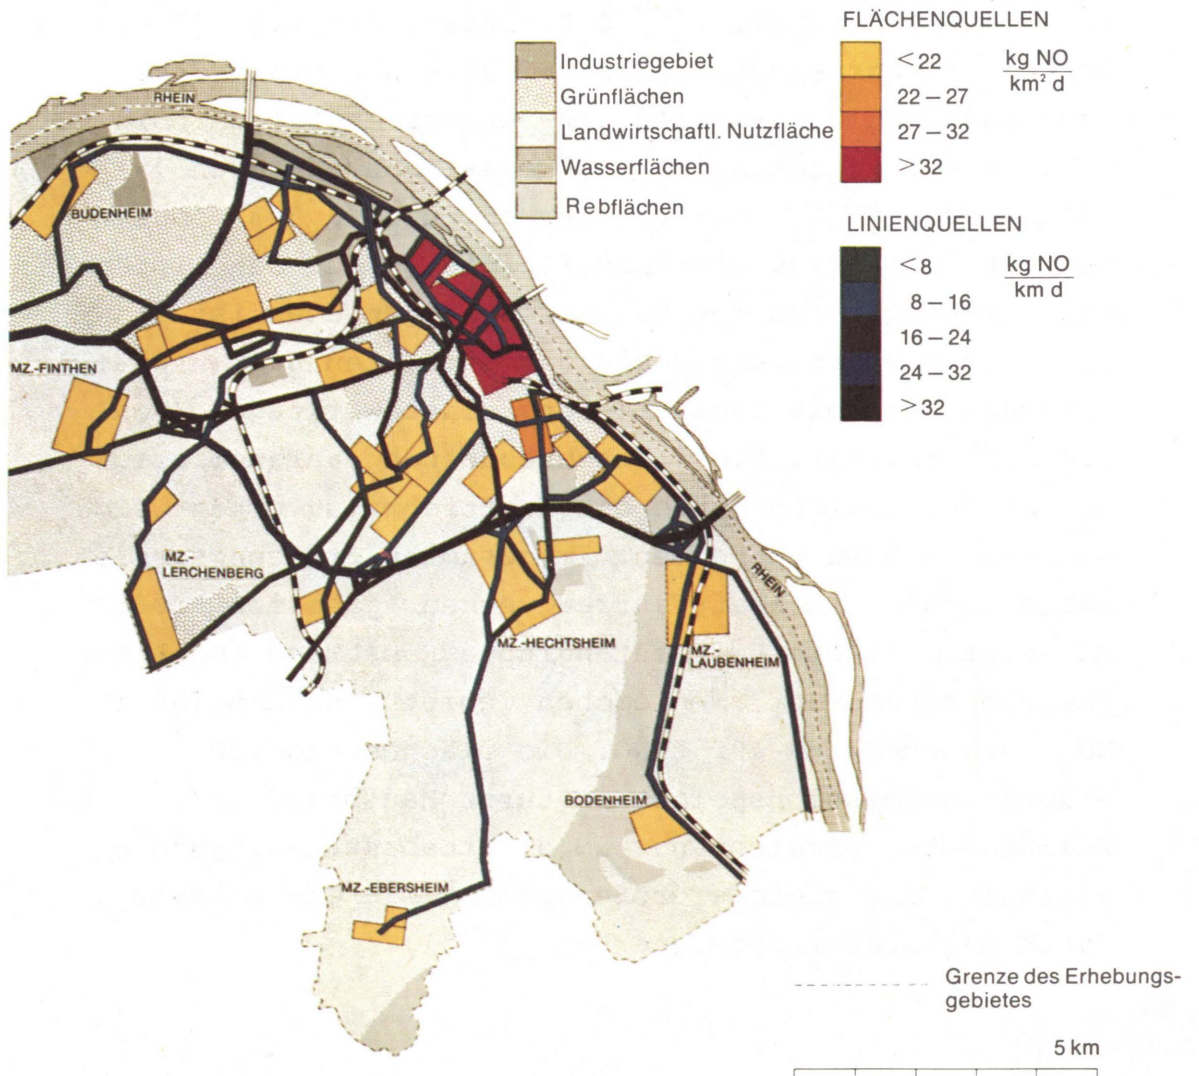 FLÄCHENQUELLEN
<22
22 – 27
27 – 32
>32
kg NO
km² d
Industriegebiet
Grünflächen
Landwirtschaftl. Nutzfläche
Wasserflächen
Rebflächen
LINIENQUELLEN
<8
8 – 16
16 – 24
24 – 32
>32
kg NO
km d
RHEIN
BUDENHEIM
MZ.-FINTHEN
MZ.-
LERCHENBERG
RHEIN
MZ.-HECHTSHEIM
MZ.-
LAUBENHEIM
BODENHEIM
MZ.-EBERSHEIM
Grenze des Erhebungs-
gebietes
5 km